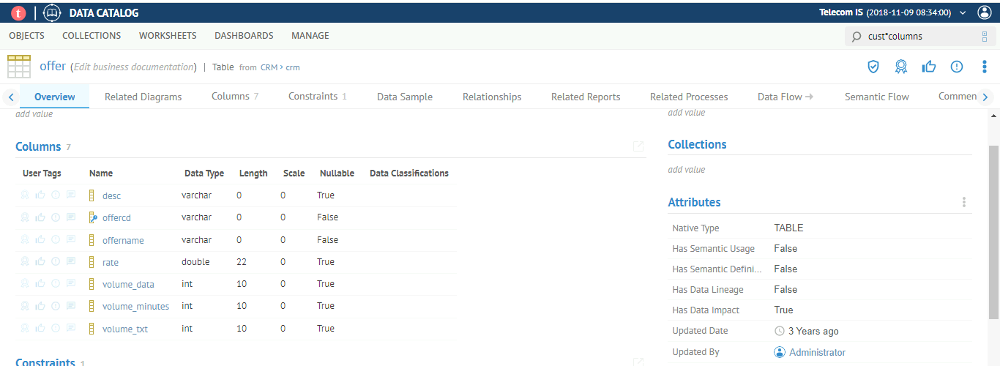 t DATA CATALOG Telecom IS (2018-11-09 08:34:00)
OBJECTS COLLECTIONS WORKSHEETS DASHBOARDS MANAGE cust*columns
offer (Edit business documentation) | Table from CRM > crm
Overview Related Diagrams Columns 7 Constraints 1 Data Sample Relationships Related Reports Related Processes Data Flow → Semantic Flow Commen
add value
add value
Columns 7
User Tags Name Data Type Length Scale Nullable Data Classifications
desc varchar 0 0 True
offercd varchar 0 0 False
offername varchar 0 0 False
rate double 22 0 True
volume_data int 10 0 True
volume_minutes int 10 0 True
volume_txt int 10 0 True
Constraints 1
Collections
add value
Attributes
Native Type TABLE
Has Semantic Usage False
Has Semantic Defini... False
Has Data Lineage False
Has Data Impact True
Updated Date 3 Years ago
Updated By Administrator